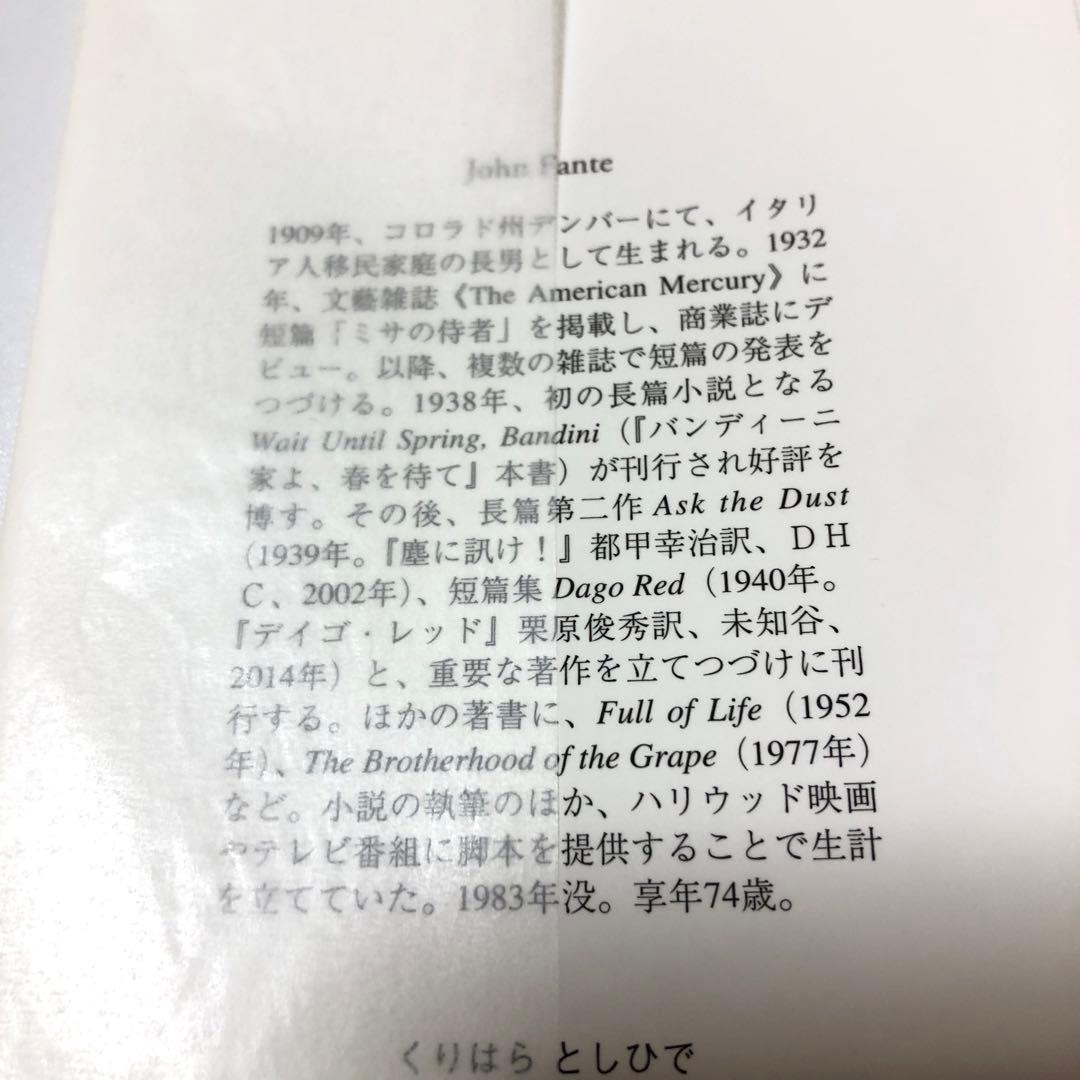 John Fante
1909年、コロラド州デンバーにて、イタリ
ア人移民家庭の長男として生まれる。1932
年、文藝雑誌《The American Mercury》に
短篇「ミサの侍者」を掲載し、商業誌にデ
ビュー。以降、複数の雑誌で短篇の発表を
つづける。1938年、初の長篇小説となる
Wait Until Spring, Bandini（『バンディーニ
家よ、春を待て』本書）が刊行され好評を
博す。その後、長篇第二作 Ask the Dust
(1939年。『塵に訊け！』都甲幸治訳、ＤＨ
Ｃ、2002年）、短篇集 Dago Red（1940年。
『デイゴ・レッド』栗原俊秀訳、未知谷、
2014年）と、重要な著作を立てつづけに刊
行する。ほかの著書に、Full of Life（1952
年）、The Brotherhood of the Grape（1977年）
など。小説の執筆のほか、ハリウッド映画
やテレビ番組に脚本を提供することで生計
を立てていた。1983年没。享年74歳。
くりはら としひで